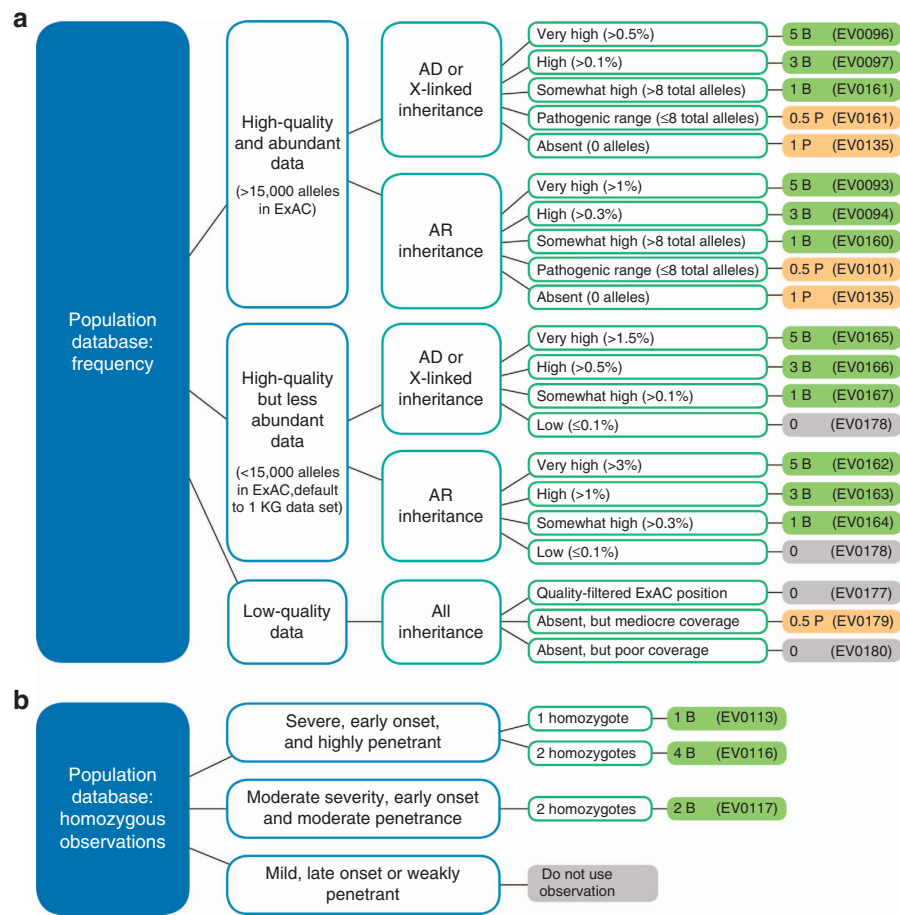 a
Population
database:
frequency
High-quality
and abundant
data
(>15,000 alleles
in ExAC)
AD or
X-linked
inheritance
Very high (>0.5%)
5 B (EV0096)
High (>0.1%)
3 B (EV0097)
Somewhat high (>8 total alleles)
1 B (EV0161)
Pathogenic range (≤8 total alleles)
0.5 P (EV0161)
Absent (0 alleles)
1 P (EV0135)
AR
inheritance
Very high (>1%)
5 B (EV0093)
High (>0.3%)
3 B (EV0094)
Somewhat high (>8 total alleles)
1 B (EV0160)
Pathogenic range (≤8 total alleles)
0.5 P (EV0101)
Absent (0 alleles)
1 P (EV0135)
High-quality
but less
abundant
data
(<15,000 alleles
in ExAC,default
to 1 KG data set)
AD or
X-linked
inheritance
Very high (>1.5%)
5 B (EV0165)
High (>0.5%)
3 B (EV0166)
Somewhat high (>0.1%)
1 B (EV0167)
Low (≤0.1%)
0 (EV0178)
AR
inheritance
Very high (>3%)
5 B (EV0162)
High (>1%)
3 B (EV0163)
Somewhat high (>0.3%)
1 B (EV0164)
Low (≤0.1%)
0 (EV0178)
Low-quality
data
All
inheritance
Quality-filtered ExAC position
0 (EV0177)
Absent, but mediocre coverage
0.5 P (EV0179)
Absent, but poor coverage
0 (EV0180)
b
Population
database:
homozygous
observations
Severe, early onset,
and highly penetrant
1 homozygote
1 B (EV0113)
2 homozygotes
4 B (EV0116)
Moderate severity, early onset
and moderate penetrance
2 homozygotes
2 B (EV0117)
Mild, late onset or weakly
penetrant
Do not use
observation